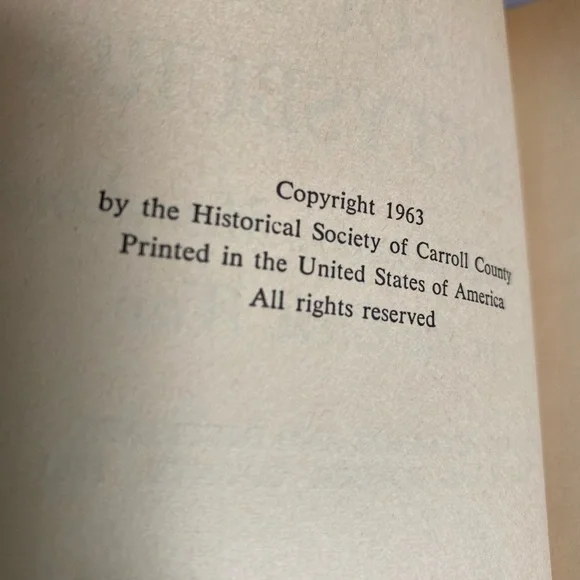 Copyright 1963
by the Historical Society of Carroll County
Printed in the United States of America
All rights reserved